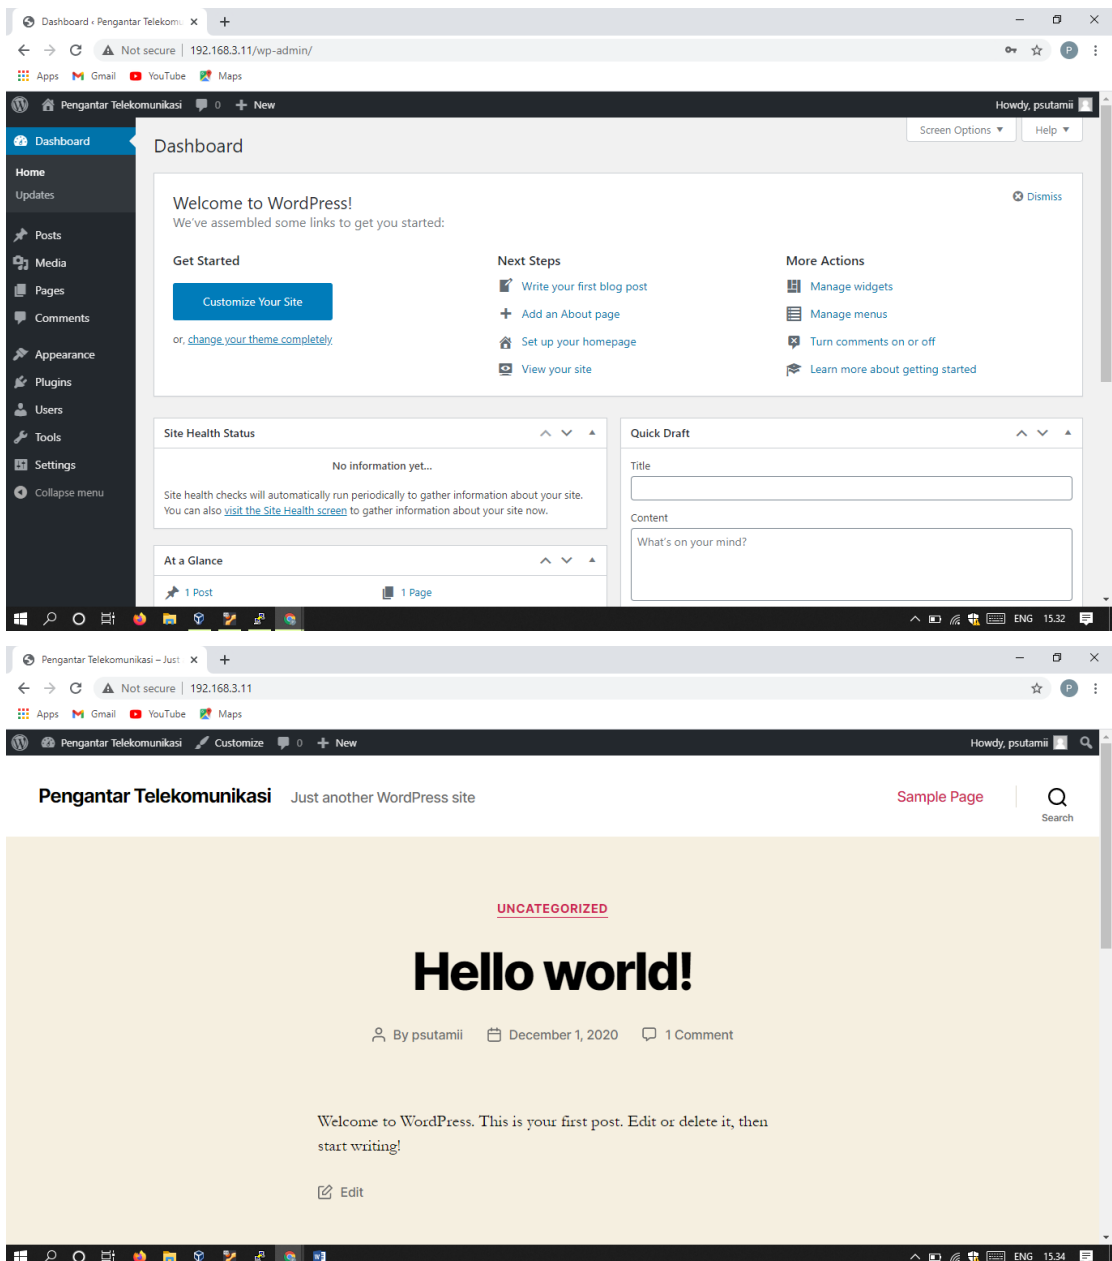 Dashboard ‹ Pengantar Telekomu
Not secure | 192.168.3.11/wp-admin/
P
Apps Gmail YouTube Maps
Pengantar Telekomunikasi 0 + New Howdy, psutamii
Dashboard
Home
Updates
Posts
Media
Pages
Comments
Appearance
Plugins
Users
Tools
Settings
Collapse menu
Screen Options ▼ Help ▼
Dashboard
Welcome to WordPress!
We've assembled some links to get you started:
Dismiss
Get Started
Customize Your Site
or, change your theme completely
Next Steps
Write your first blog post
Add an About page
Set up your homepage
View your site
More Actions
Manage widgets
Manage menus
Turn comments on or off
Learn more about getting started
Site Health Status
No information yet...
Site health checks will automatically run periodically to gather information about your site.
You can also visit the Site Health screen to gather information about your site now.
At a Glance
1 Post 1 Page
Quick Draft
Title
Content
What's on your mind?
ENG 15.32
Pengantar Telekomunikasi – Just
Not secure | 192.168.3.11
P
Apps Gmail YouTube Maps
Pengantar Telekomunikasi Customize 0 + New Howdy, psutamii
Pengantar Telekomunikasi Just another WordPress site Sample Page
Search
UNCATEGORIZED
Hello world!
By psutamii December 1, 2020 1 Comment
Welcome to WordPress. This is your first post. Edit or delete it, then
start writing!
Edit
ENG 15.34